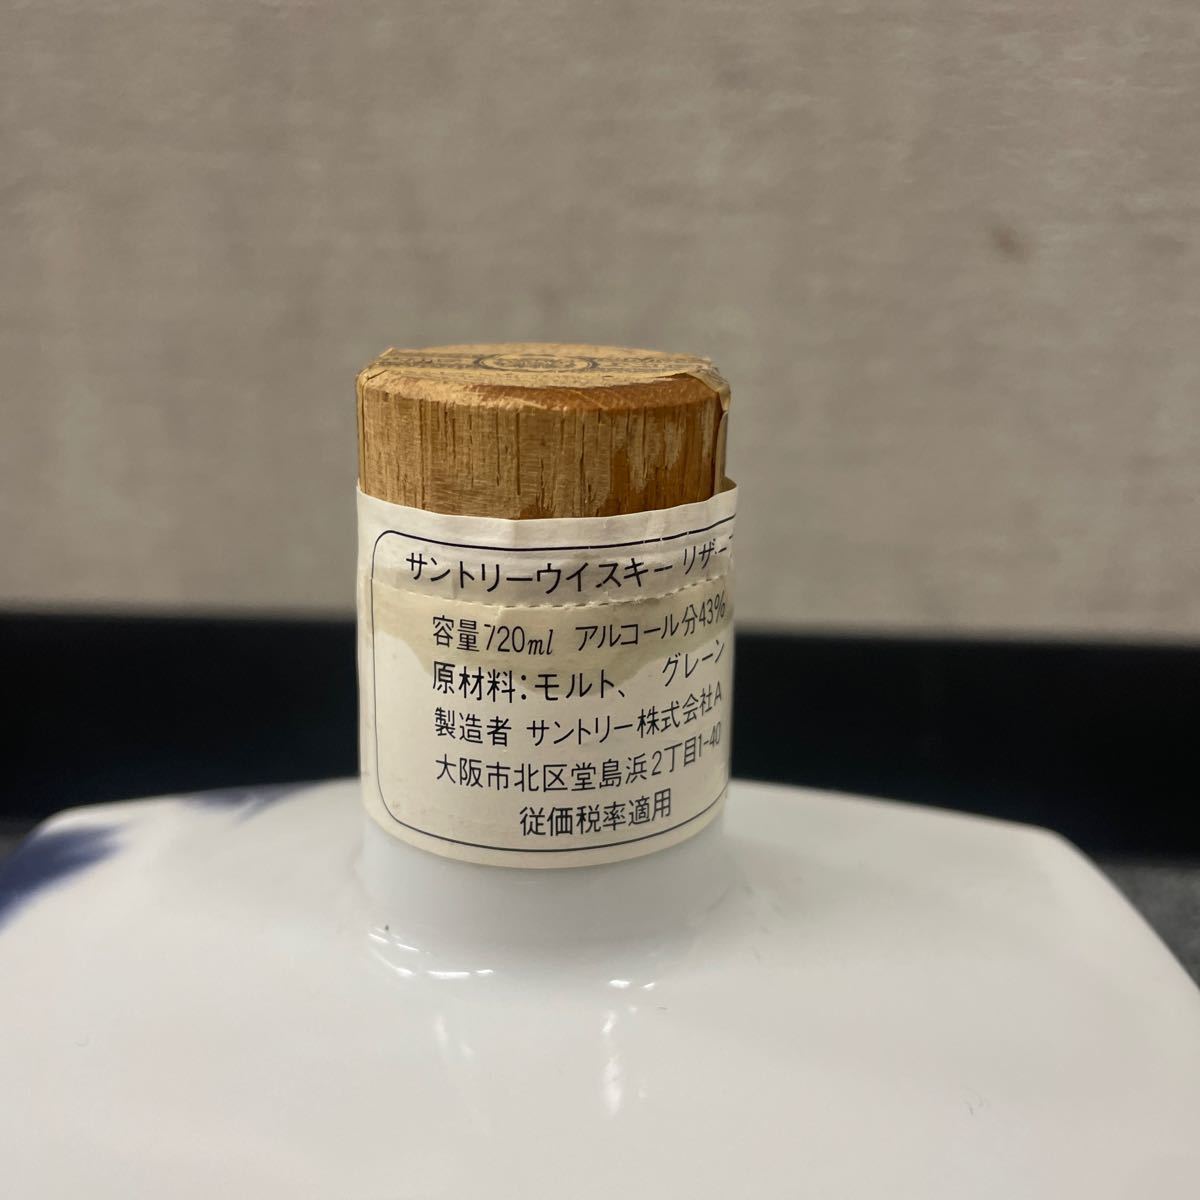 サントリーウイスキー リザー
容量720ml アルコール分43%
原材料：モルト、 グレーン
製造者 サントリー株式会社A
大阪市北区堂島浜2丁目1-40
従価税率適用